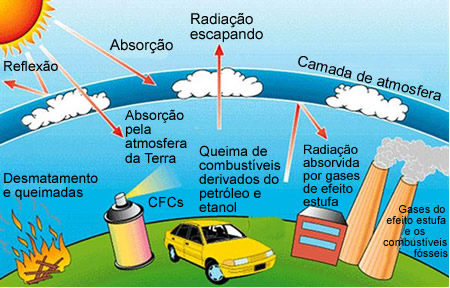 Radiação
escapando
Absorção
Reflexão
Camada de atmosfera
Absorção
pela
atmosfera
da Terra
Queima de
combustíveis
derivados do
petróleo e
etanol
Radiação
absorvida
por gases
de efeito
estufa
Desmatamento
e queimadas
CFCs
Gases do
efeito estufa
e os
combustíveis
fósseis